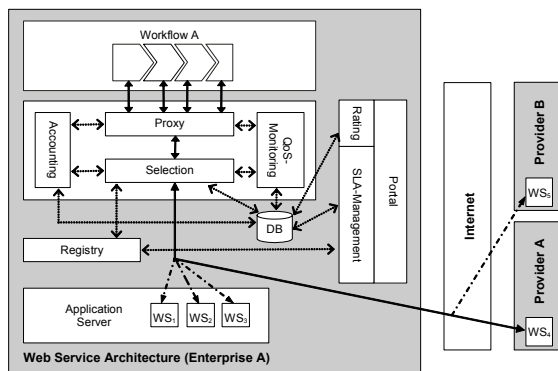 Workflow A
Accounting
Proxy
QoS-
Monitoring
Selection
Rating
SLA-Management
Portal
Internet
Provider B
WS5
Provider A
WS4
DB
Registry
Application
Server
WS1
WS2
WS3
Web Service Architecture (Enterprise A)